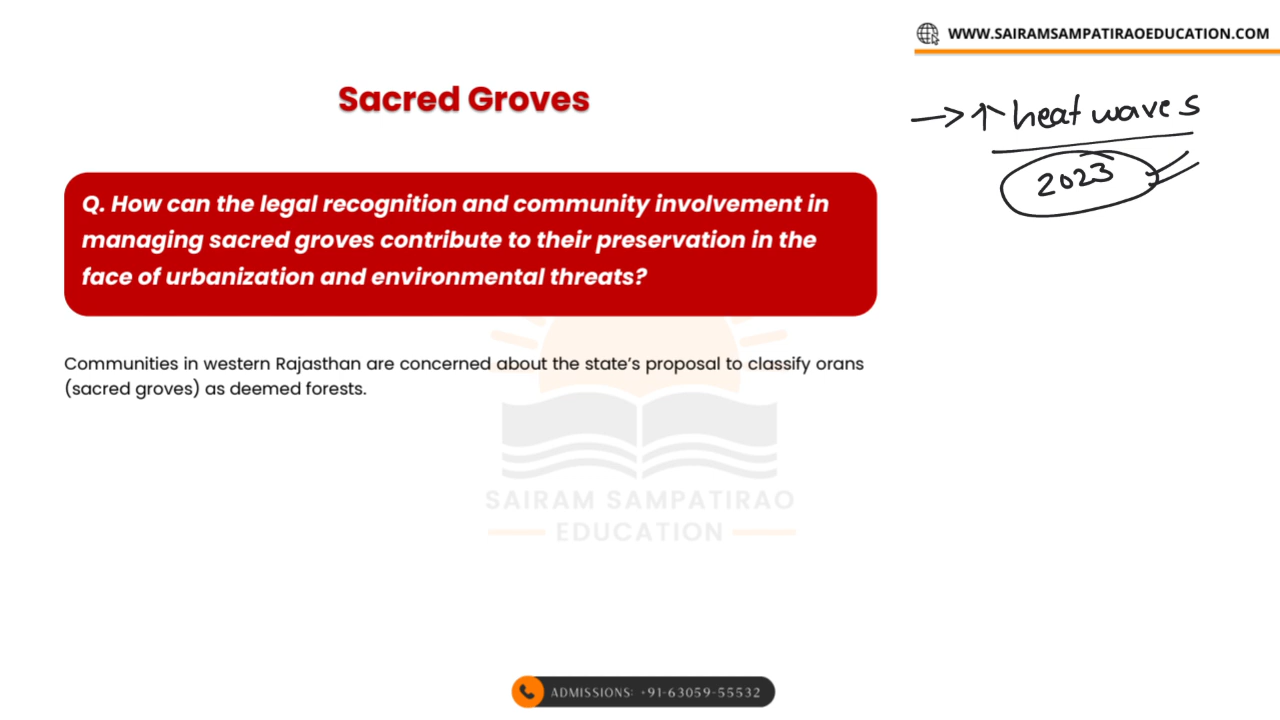 WWW.SAIRAMSAMPATIRAOEDUCATION.COM
Sacred Groves
→ ↑ heat waves
2023
Q. How can the legal recognition and community involvement in
managing sacred groves contribute to their preservation in the
face of urbanization and environmental threats?
Communities in western Rajasthan are concerned about the state’s proposal to classify orans
(sacred groves) as deemed forests.
SAIRAM SAMPATIRAO
EDUCATION
ADMISSIONS: +91-63059-55532